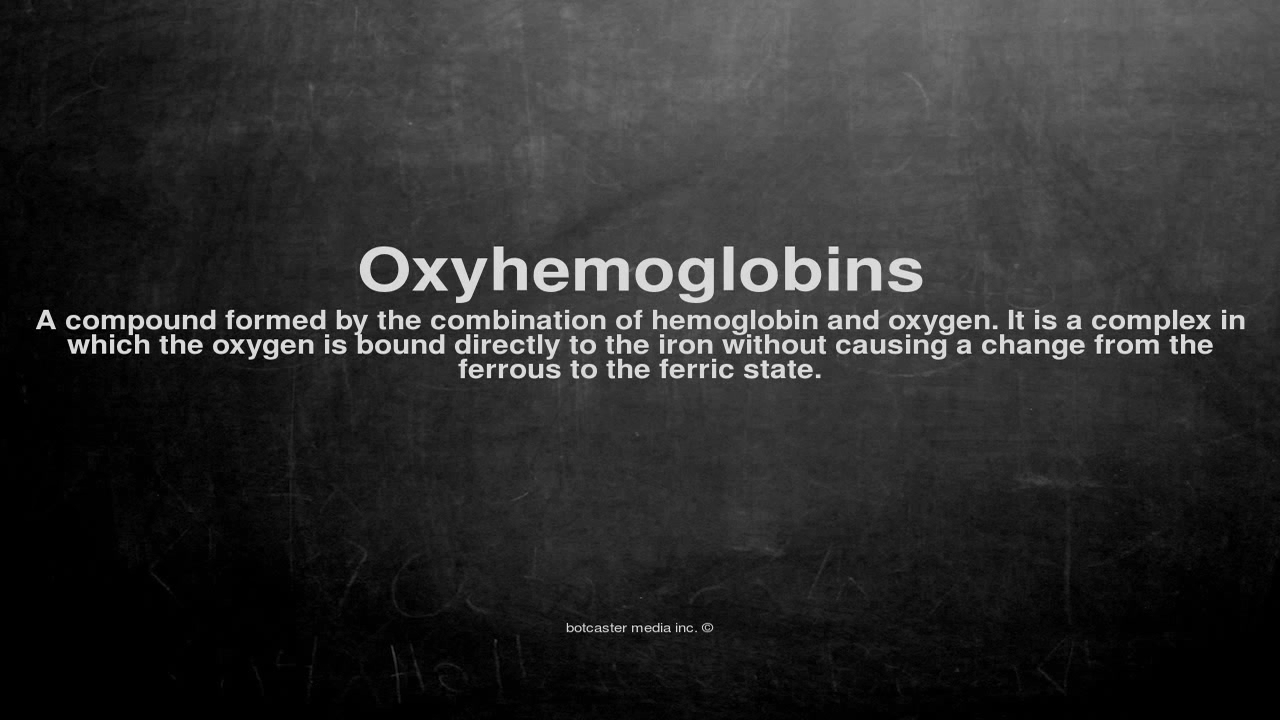 Oxyhemoglobins
A compound formed by the combination of hemoglobin and oxygen. It is a complex in
which the oxygen is bound directly to the iron without causing a change from the
ferrous to the ferric state.
botcaster media inc. ©